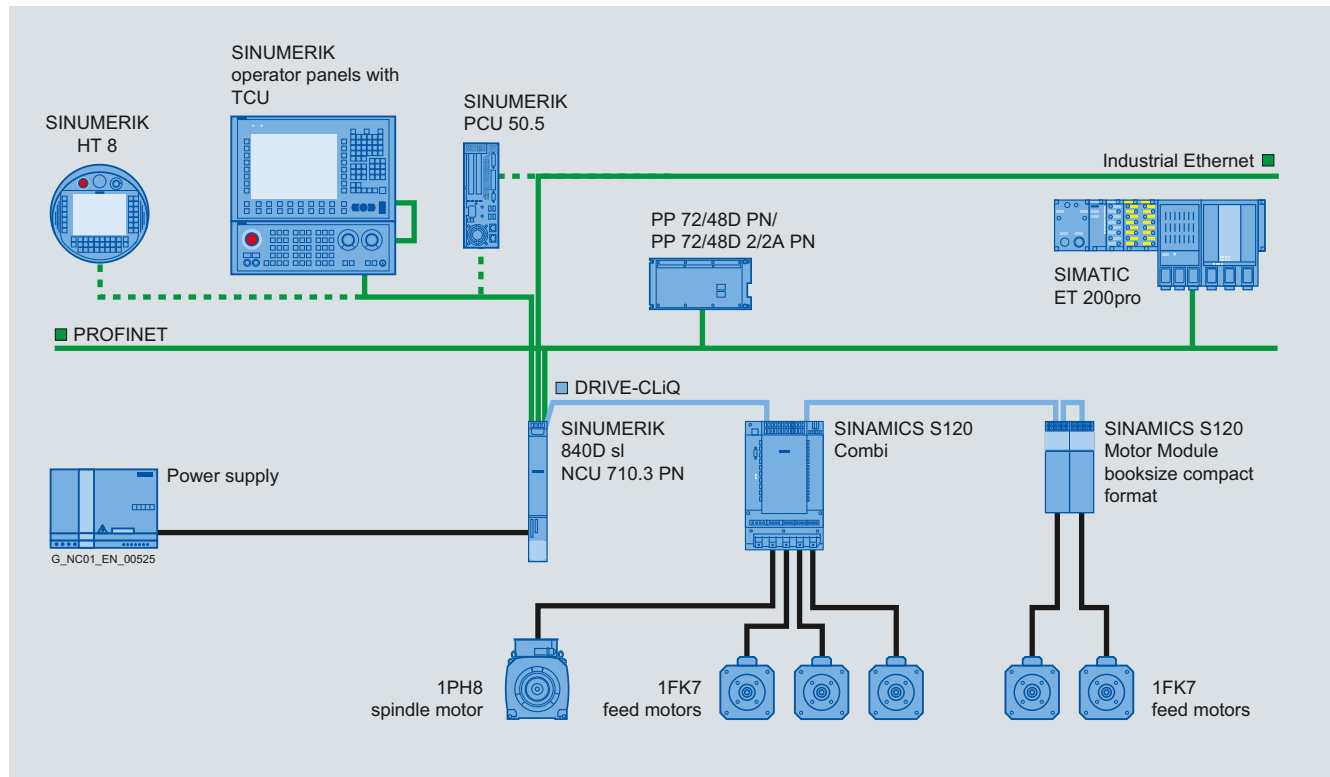 SINUMERIK
operator panels with
TCU
SINUMERIK
PCU 50.5
SINUMERIK
HT 8
Industrial Ethernet
PP 72/48D PN/
PP 72/48D 2/2A PN
SIMATIC
ET 200pro
PROFINET
DRIVE-CLiQ
SINUMERIK
840D sl
NCU 710.3 PN
SINAMICS S120
Combi
SINAMICS S120
Motor Module
booksize compact
format
Power supply
G_NC01_EN_00525
1PH8
spindle motor
1FK7
feed motors
1FK7
feed motors